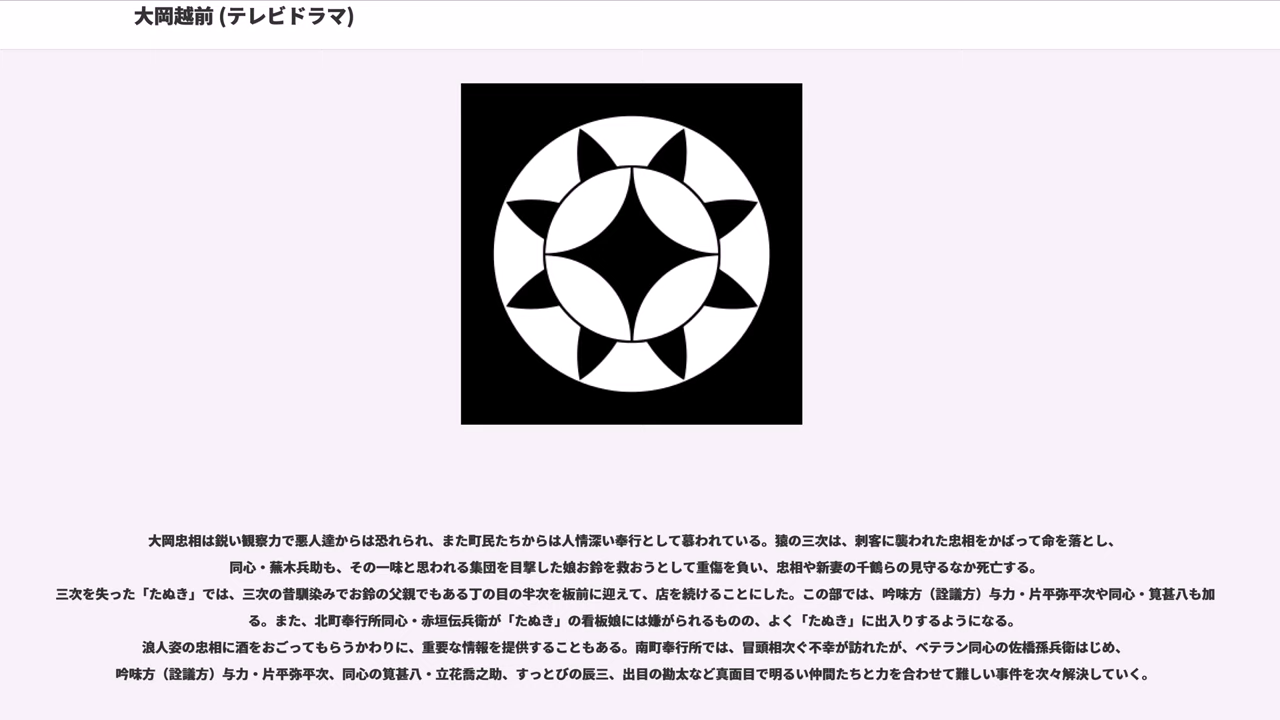 大岡越前 (テレビドラマ)
大岡忠相は鋭い観察力で悪人達からは恐れられ、また町民たちからは人情深い奉行として慕われている。猿の三次は、刺客に襲われた忠相をかばって命を落とし、
同心・蕪木兵助も、その一味と思われる集団を目撃した娘お鈴を救おうとして重傷を負い、忠相や新妻の千鶴らの見守るなか死亡する。
三次を失った「たぬき」では、三次の昔馴染みでお鈴の父親でもある丁の目の半次を板前に迎えて、店を続けることにした。この部では、吟味方（詮議方）与力・片平弥平次や同心・筧甚八も加
る。また、北町奉行所同心・赤垣伝兵衛が「たぬき」の看板娘には嫌がられるものの、よく「たぬき」に出入りするようになる。
浪人姿の忠相に酒をおごってもらうかわりに、重要な情報を提供することもある。南町奉行所では、冒頭相次ぐ不幸が訪れたが、ベテラン同心の佐橋孫兵衛はじめ、
吟味方（詮議方）与力・片平弥平次、同心の筧甚八・立花喬之助、すっとびの辰三、出目の勘太など真面目で明るい仲間たちと力を合わせて難しい事件を次々解決していく。